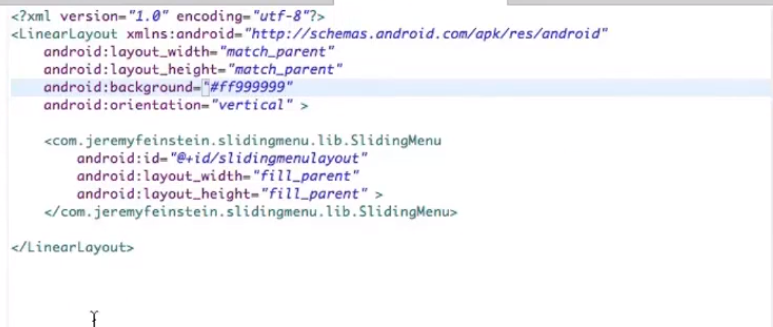 <?xml version="1.0" encoding="utf-8"?>
<LinearLayout xmlns:android="http://schemas.android.com/apk/res/android"
    android:layout_width="match_parent"
    android:layout_height="match_parent"
    android:background="#ff999999"
    android:orientation="vertical" >
    <com.jeremyfeinstein.slidingmenu.lib.SlidingMenu
        android:id="@+id/slidingmenulayout"
        android:layout_width="fill_parent"
        android:layout_height="fill_parent" >
    </com.jeremyfeinstein.slidingmenu.lib.SlidingMenu>
</LinearLayout>